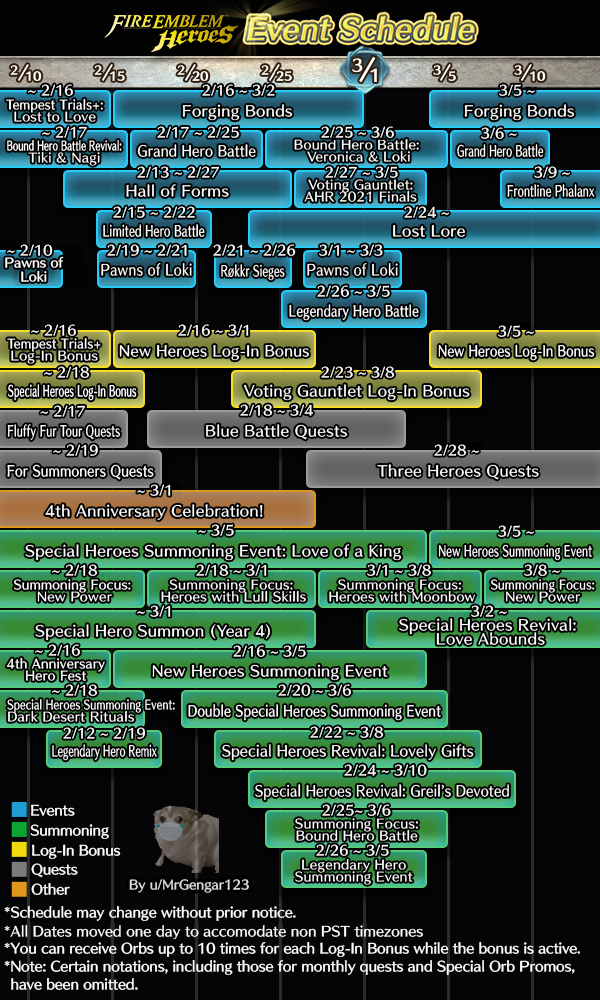 FIRE EMBLEM
Heroes
Event Schedule
2/10 2/15 2/20 2/25 3/1 3/5 3/10
~ 2/16
Tempest Trials+:
Lost to Love
2/16 ~ 3/2
Forging Bonds
3/5 ~
Forging Bonds
~ 2/17
Bound Hero Battle Revival:
Tiki & Nagi
2/17 ~ 2/25
Grand Hero Battle
2/25 ~ 3/6
Bound Hero Battle:
Veronica & Loki
3/6 ~
Grand Hero Battle
2/13 ~ 2/27
Hall of Forms
2/27 ~ 3/5
Voting Gauntlet:
AHR 2021 Finals
3/9 ~
Frontline Phalanx
2/15 ~ 2/22
Limited Hero Battle
2/24 ~
Lost Lore
~ 2/10
Pawns of
Loki
2/19 ~ 2/21
Pawns of Loki
2/21 ~ 2/26
Røkkr Sieges
3/1 ~ 3/3
Pawns of Loki
2/26 ~ 3/5
Legendary Hero Battle
~ 2/16
Tempest Trials+
Log-In Bonus
2/16 ~ 3/1
New Heroes Log-In Bonus
3/5 ~
New Heroes Log-In Bonus
~ 2/18
Special Heroes Log-In Bonus
2/23 ~ 3/8
Voting Gauntlet Log-In Bonus
~ 2/17
Fluffy Fur Tour Quests
2/18 ~ 3/4
Blue Battle Quests
~ 2/19
For Summoners Quests
2/28 ~
Three Heroes Quests
~ 3/1
4th Anniversary Celebration!
~ 3/5
Special Heroes Summoning Event: Love of a King
3/5 ~
New Heroes Summoning Event
~ 2/18
Summoning Focus:
New Power
2/18 ~ 3/1
Summoning Focus:
Heroes with Lull Skills
3/1 ~ 3/8
Summoning Focus:
Heroes with Moonbow
3/8 ~
Summoning Focus:
New Power
~ 3/1
Special Hero Summon (Year 4)
3/2 ~
Special Heroes Revival:
Love Abounds
~ 2/16
4th Anniversary
Hero Fest
2/16 ~ 3/5
New Heroes Summoning Event
~ 2/18
Special Heroes Summoning Event:
Dark Desert Rituals
2/20 ~ 3/6
Double Special Heroes Summoning Event
2/12 ~ 2/19
Legendary Hero Remix
2/22 ~ 3/8
Special Heroes Revival: Lovely Gifts
2/24 ~ 3/10
Special Heroes Revival: Greil's Devoted
2/25~ 3/6
Summoning Focus:
Bound Hero Battle
2/26 ~ 3/5
Legendary Hero
Summoning Event
Events
Summoning
Log-In Bonus
Quests
Other
By u/MrGengar123
*Schedule may change without prior notice.
*All Dates moved one day to accomodate non PST timezones
*You can receive Orbs up to 10 times for each Log-In Bonus while the bonus is active.
*Note: Certain notations, including those for monthly quests and Special Orb Promos,
have been omitted.